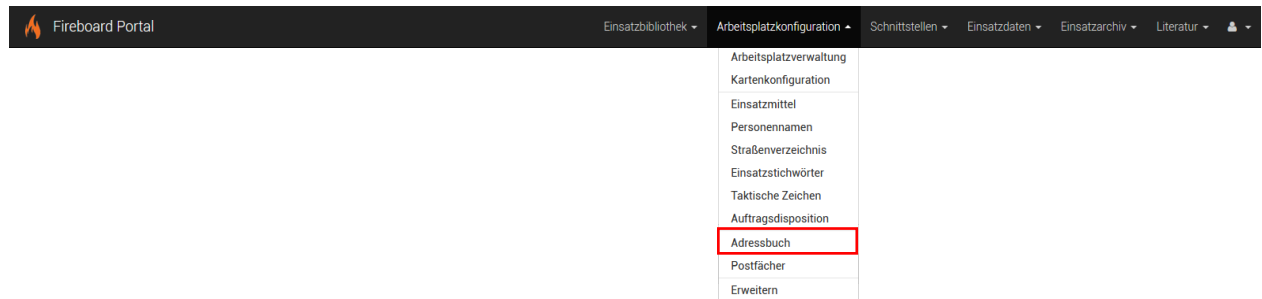 Fireboard Portal
Einsatzbibliothek Arbeitsplatzkonfiguration Schnittstellen Einsatzdaten Einsatzarchiv Literatur
Arbeitsplatzverwaltung
Kartenkonfiguration
Einsatzmittel
Personennamen
Straßenverzeichnis
Einsatzstichwörter
Taktische Zeichen
Auftragsdisposition
Adressbuch
Postfächer
Erweitern